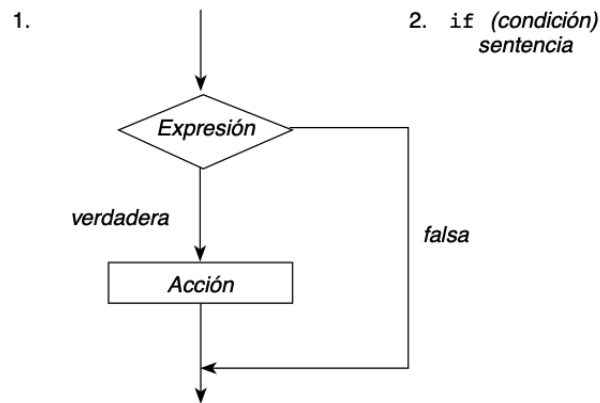 1.
2. if (condición)
sentencia
Expresión
verdadera
falsa
Acción